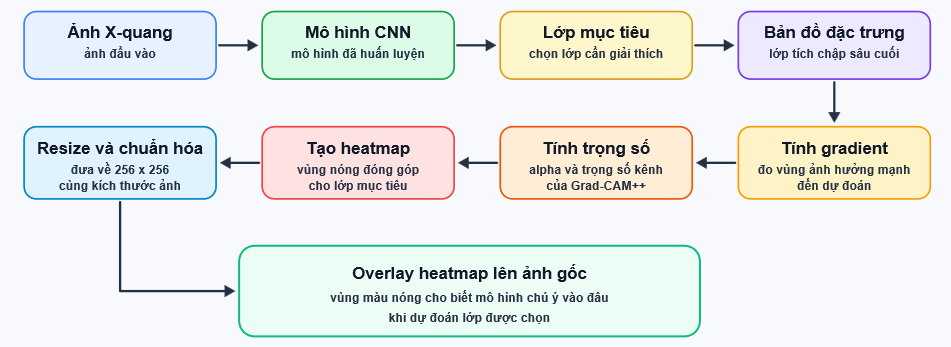 Ảnh X-quang
ảnh đầu vào
Mô hình CNN
mô hình đã huấn luyện
Lớp mục tiêu
chọn lớp cần giải thích
Bản đồ đặc trưng
lớp tích chập sâu cuối
Tính gradient
đo vùng ảnh hưởng mạnh
đến dự đoán
Tính trọng số
alpha và trọng số kênh
của Grad-CAM++
Tạo heatmap
vùng nóng đóng góp
cho lớp mục tiêu
Resize và chuẩn hóa
đưa về 256 x 256
cùng kích thước ảnh
Overlay heatmap lên ảnh gốc
vùng màu nóng cho biết mô hình chú ý vào đâu
khi dự đoán lớp được chọn